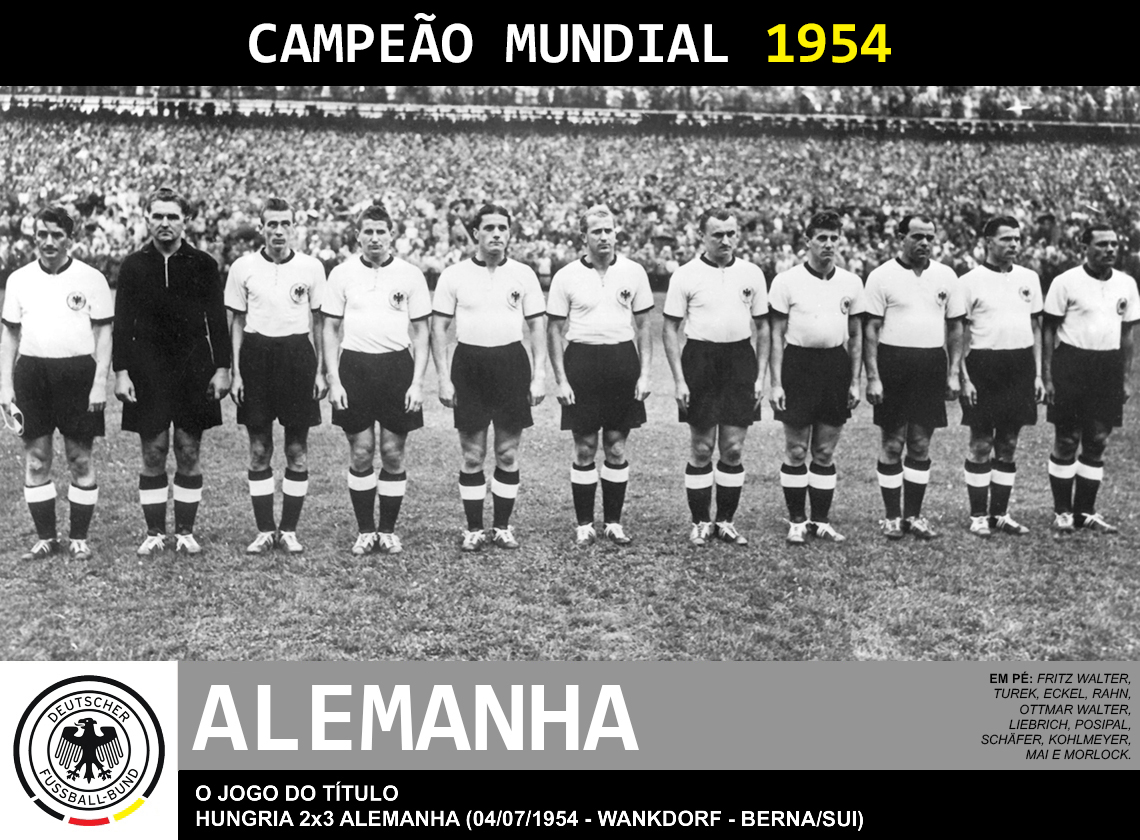 CAMPEÃO MUNDIAL 1954
DEUTSCHER
FUSSBALL-BUND
ALEMANHA
EM PÉ: FRITZ WALTER,
TUREK, ECKEL, RAHN,
OTTMAR WALTER,
LIEBRICH, POSIPAL,
SCHÄFER, KOHLMEYER,
MAI E MORLOCK.
O JOGO DO TÍTULO
HUNGRIA 2x3 ALEMANHA (04/07/1954 - WANKDORF - BERNA/SUI)